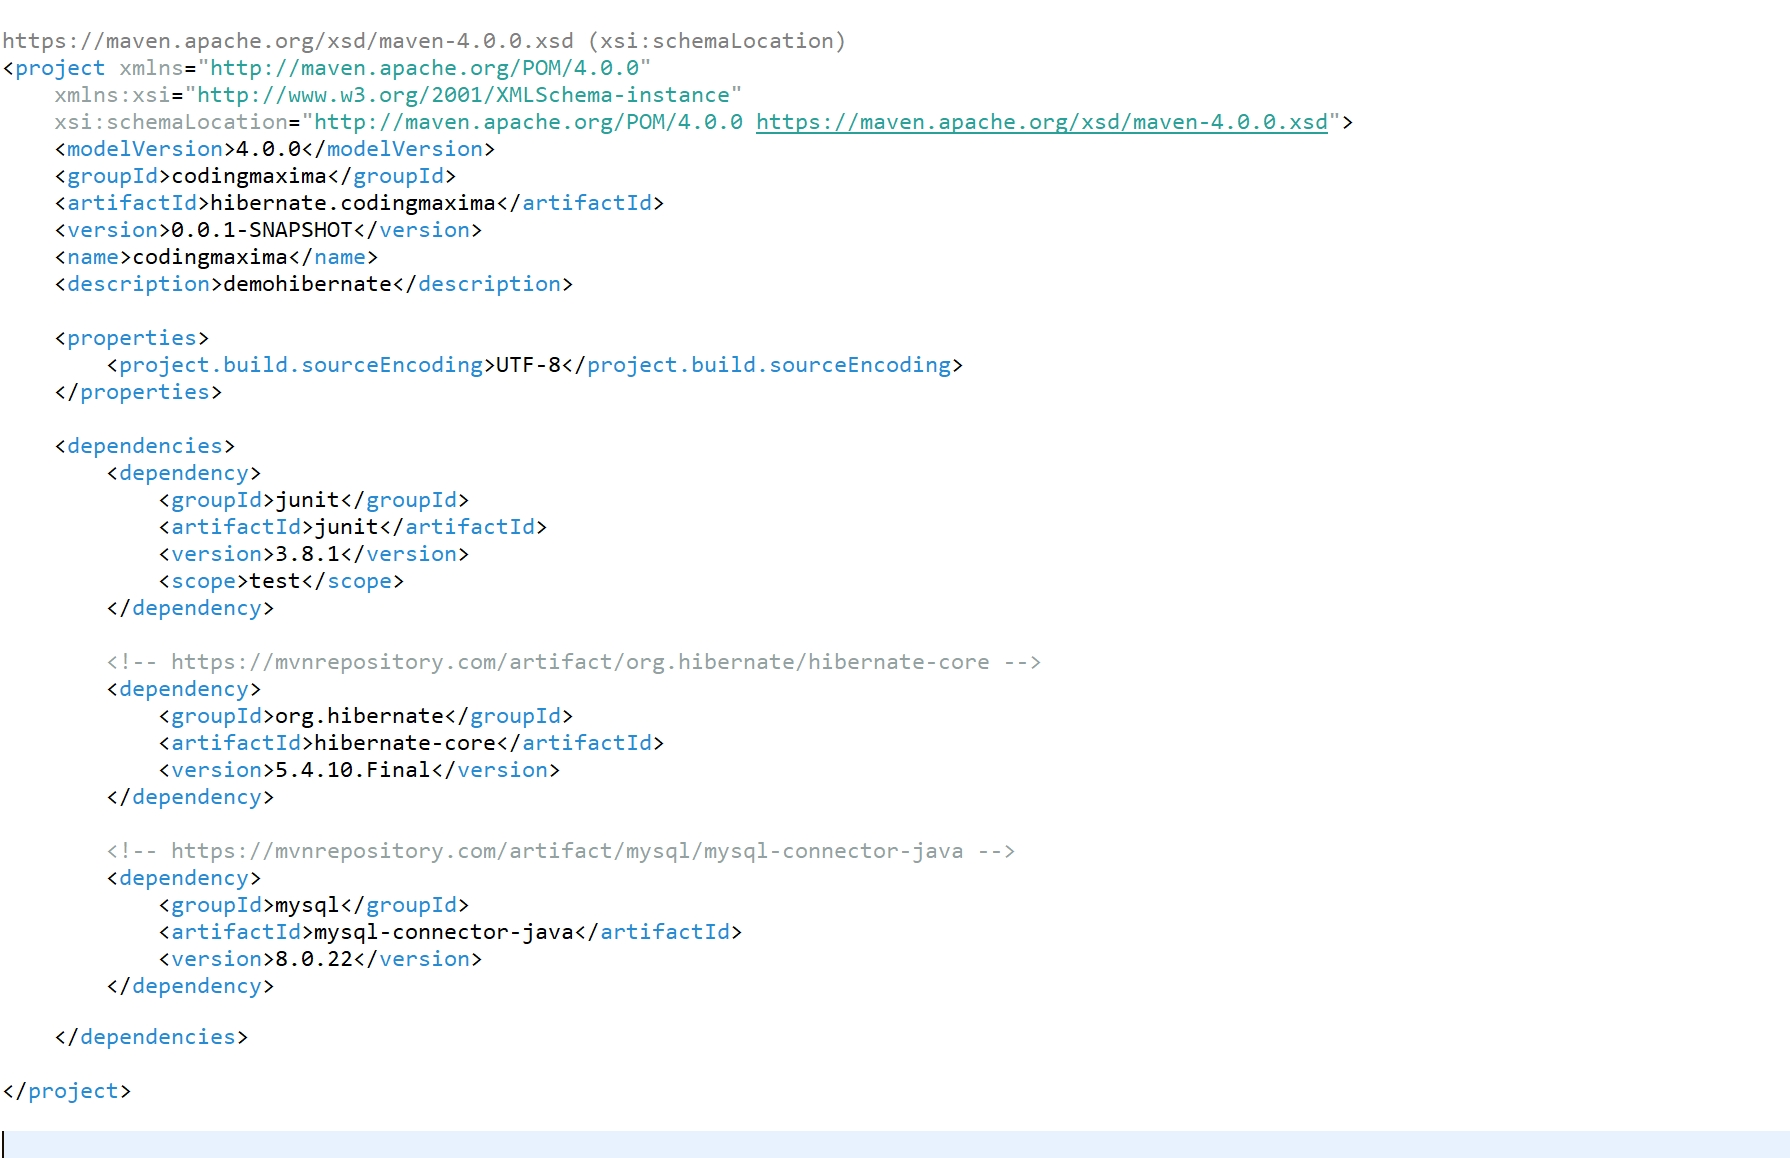 https://maven.apache.org/xsd/maven-4.0.0.xsd (xsi:schemaLocation)
<project xmlns="http://maven.apache.org/POM/4.0.0"
    xmlns:xsi="http://www.w3.org/2001/XMLSchema-instance"
    xsi:schemaLocation="http://maven.apache.org/POM/4.0.0 https://maven.apache.org/xsd/maven-4.0.0.xsd">
    <modelVersion>4.0.0</modelVersion>
    <groupId>codingmaxima</groupId>
    <artifactId>hibernate.codingmaxima</artifactId>
    <version>0.0.1-SNAPSHOT</version>
    <name>codingmaxima</name>
    <description>demohibernate</description>

    <properties>
        <project.build.sourceEncoding>UTF-8</project.build.sourceEncoding>
    </properties>

    <dependencies>
        <dependency>
            <groupId>junit</groupId>
            <artifactId>junit</artifactId>
            <version>3.8.1</version>
            <scope>test</scope>
        </dependency>

        <!-- https://mvnrepository.com/artifact/org.hibernate/hibernate-core -->
        <dependency>
            <groupId>org.hibernate</groupId>
            <artifactId>hibernate-core</artifactId>
            <version>5.4.10.Final</version>
        </dependency>

        <!-- https://mvnrepository.com/artifact/mysql/mysql-connector-java -->
        <dependency>
            <groupId>mysql</groupId>
            <artifactId>mysql-connector-java</artifactId>
            <version>8.0.22</version>
        </dependency>

    </dependencies>

</project>